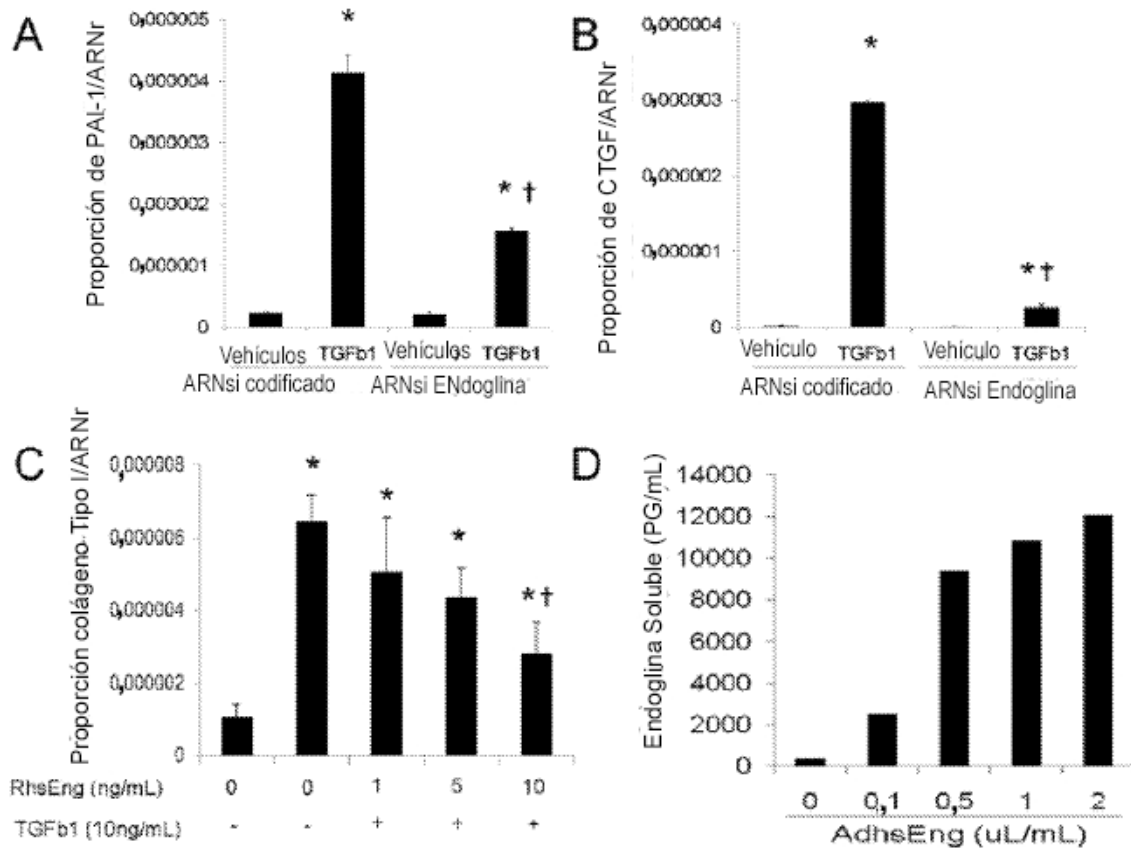 A
Proporción de PAI-1/ARNr
0,000005
0,000004
0,000003
0,000002
0,000001
0
*
* †
Vehículos TGFb1 Vehículos TGFb1
ARNsi codificado ARNsi ENdoglina
B
Proporción de CTGF/ARNr
0,000004
0,000003
0,000002
0,000001
0
*
*†
Vehículo TGFb1 Vehículo TGFb1
ARNsi codificado ARNsi Endoglina
C
Proporción colágeno-Tipo I/ARNr
0,000008
0,000006
0,000004
0,000002
0
*
*
*
*†
RhsEng (ng/mL) 0 0 1 5 10
TGFb1 (10ng/mL) - - + + +
D
Endoglina Soluble (PG/mL)
14000
12000
10000
8000
6000
4000
2000
0
0 0,1 0,5 1 2
AdhsEng (uL/mL)